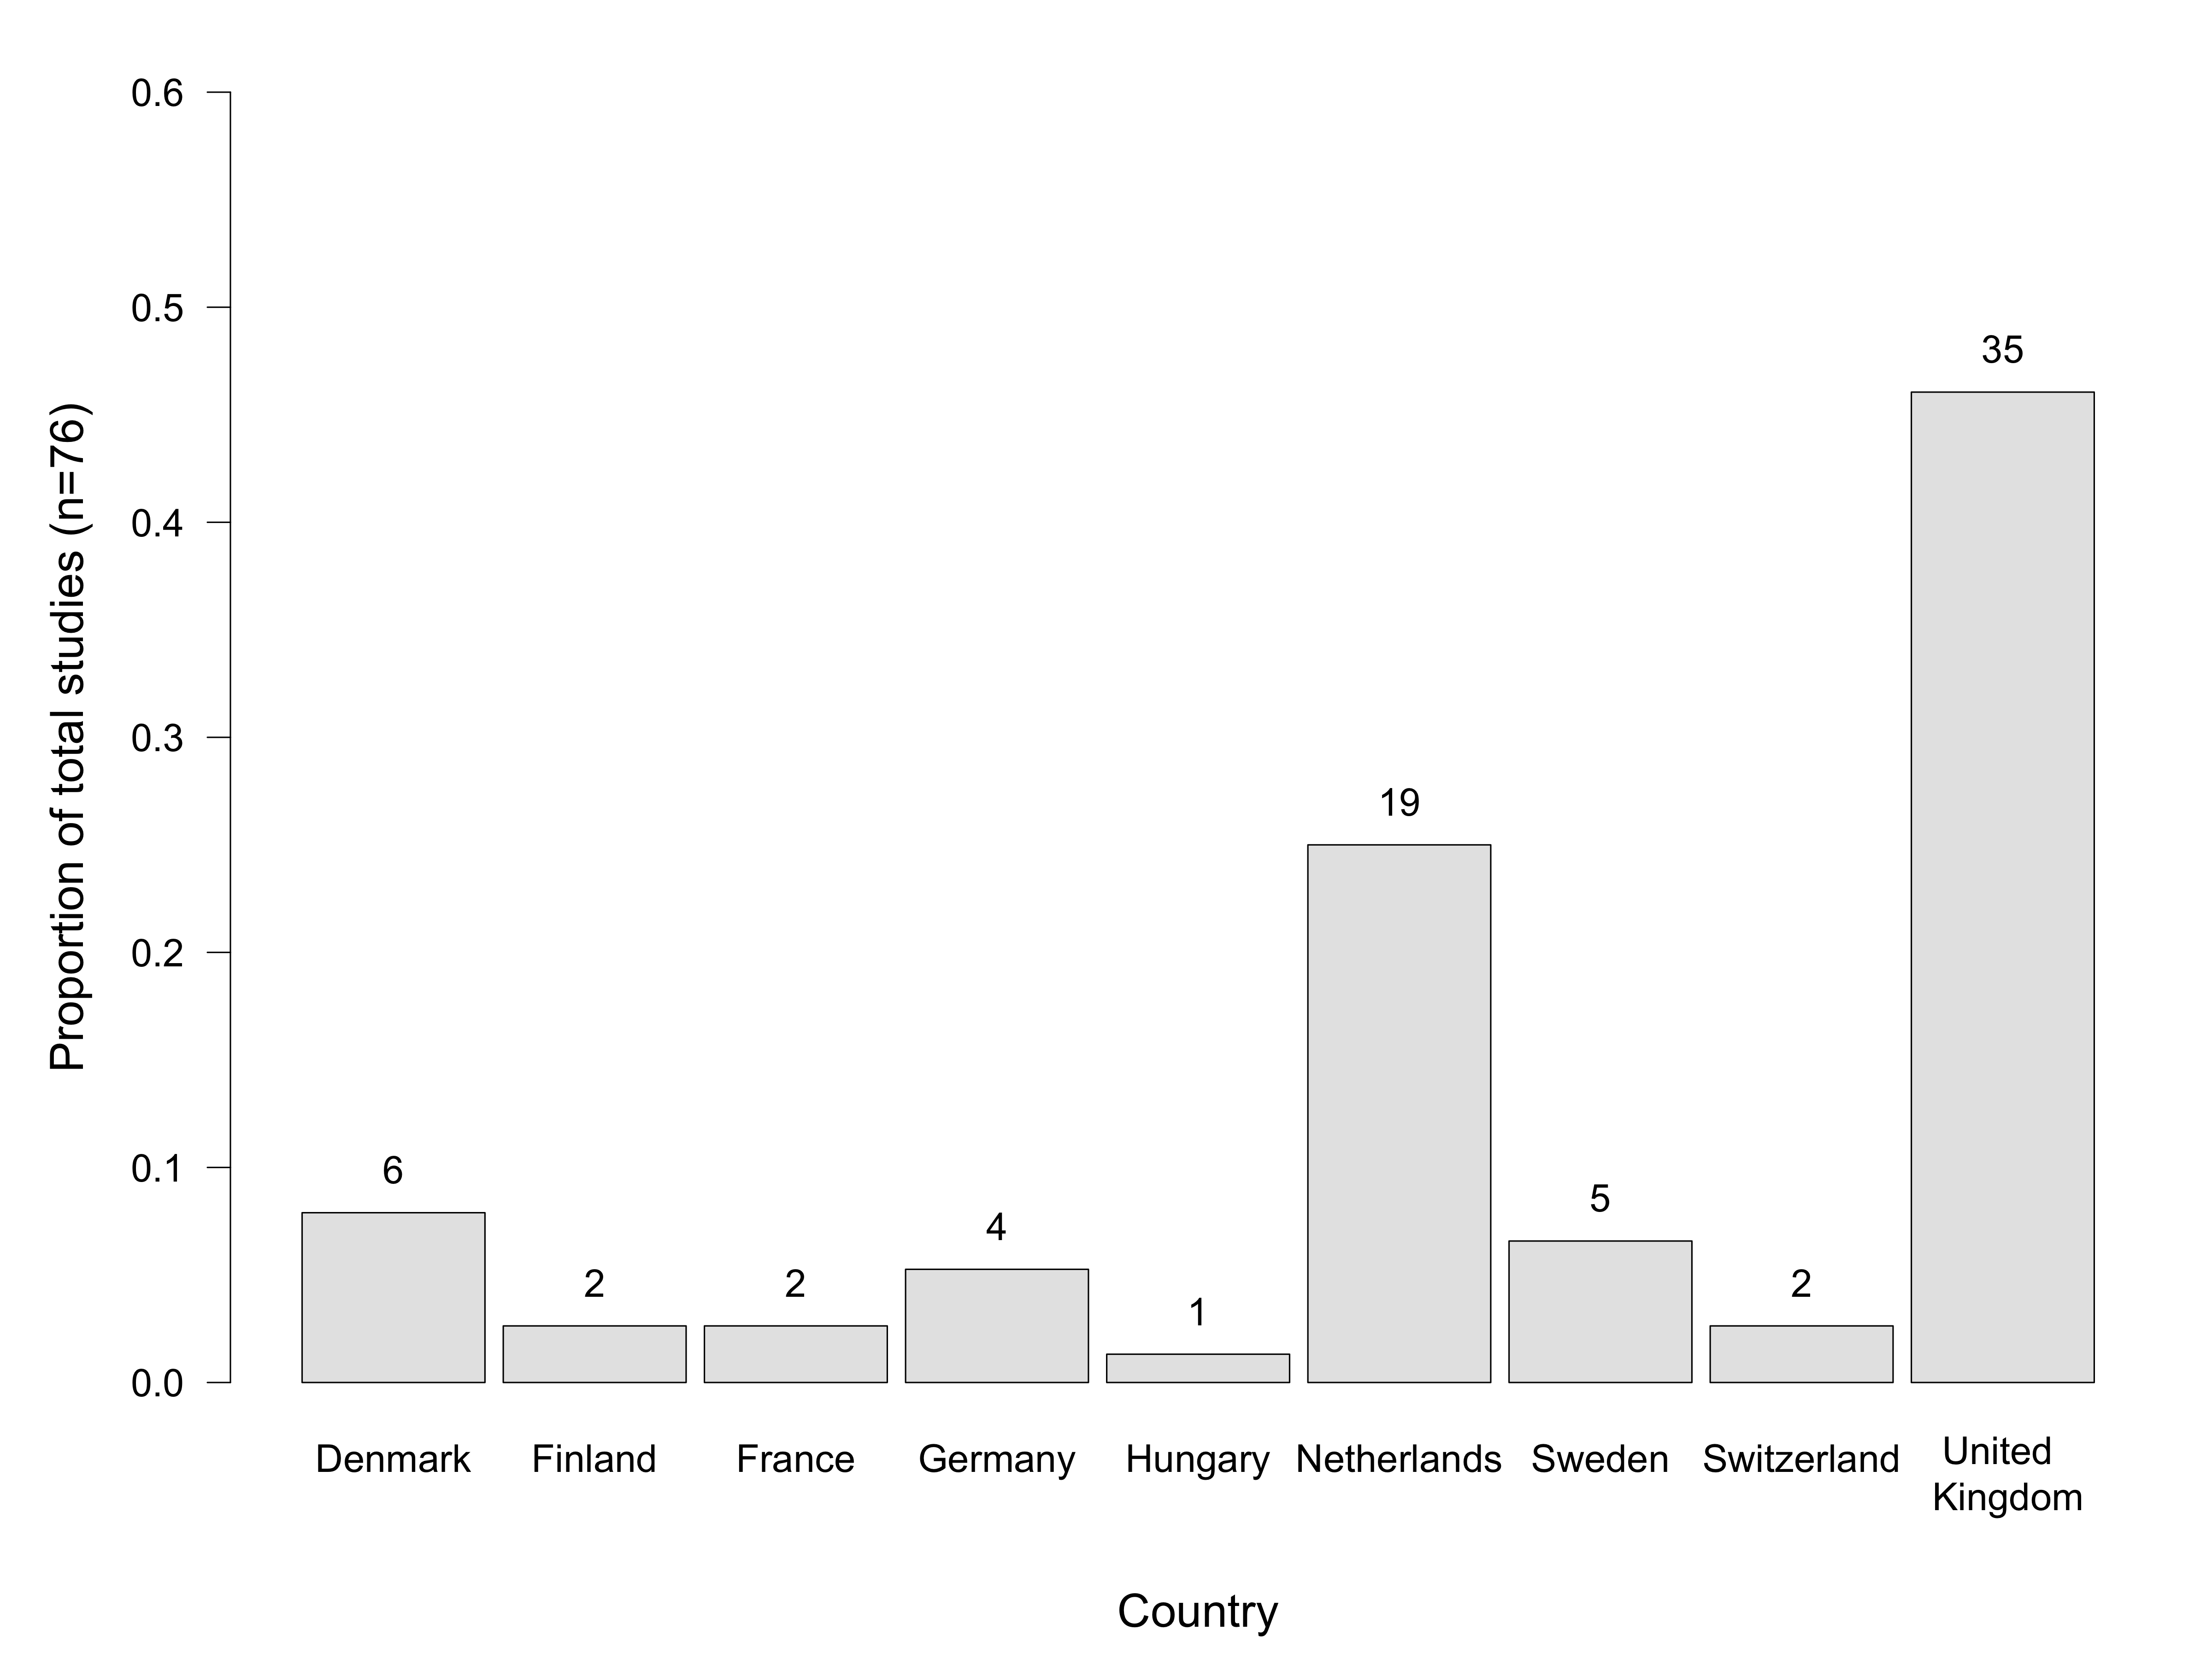 Proportion of total studies (n=76)
0.6
0.5
0.4
0.3
0.2
0.1
0.0
6
2
2
4
1
19
5
2
35
Denmark
Finland
France
Germany
Hungary
Netherlands
Sweden
Switzerland
United
Kingdom
Country